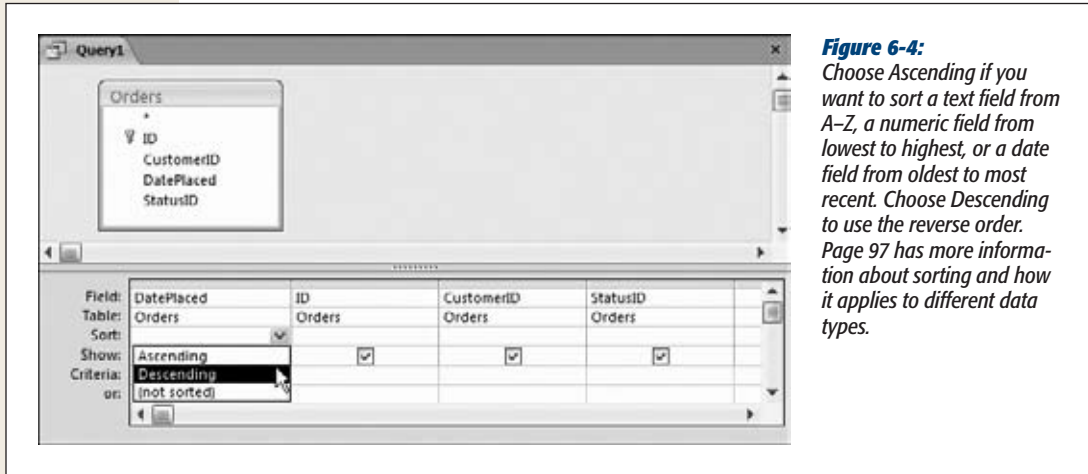 Query1
Orders
*
ID
CustomerID
DatePlaced
StatusID
Field: DatePlaced ID CustomerID StatusID
Table: Orders Orders Orders Orders
Sort:
Show: Ascending
Criteria: Descending
or: (not sorted)
Figure 6-4:
Choose Ascending if you
want to sort a text field from
A–Z, a numeric field from
lowest to highest, or a date
field from oldest to most
recent. Choose Descending
to use the reverse order.
Page 97 has more informa-
tion about sorting and how
it applies to different data
types.